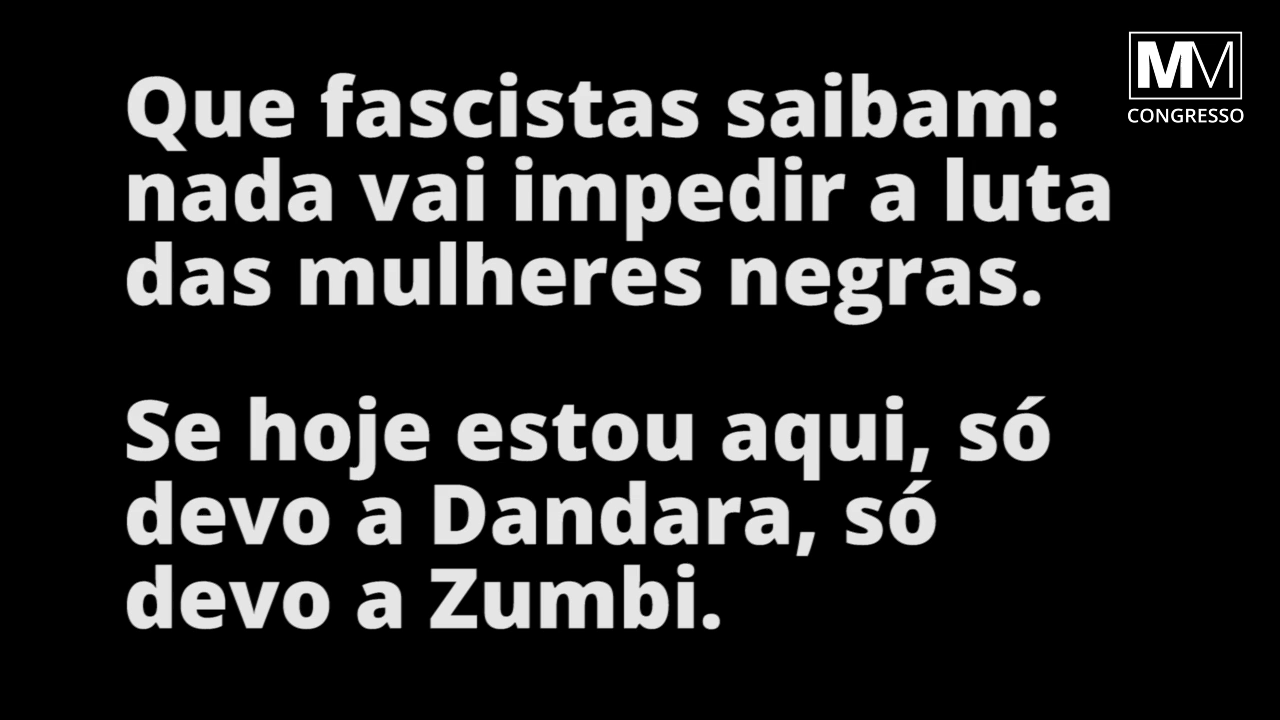 Que fascistas saibam:
nada vai impedir a luta
das mulheres negras.
Se hoje estou aqui, só
devo a Dandara, só
devo a Zumbi.
MM
CONGRESSO